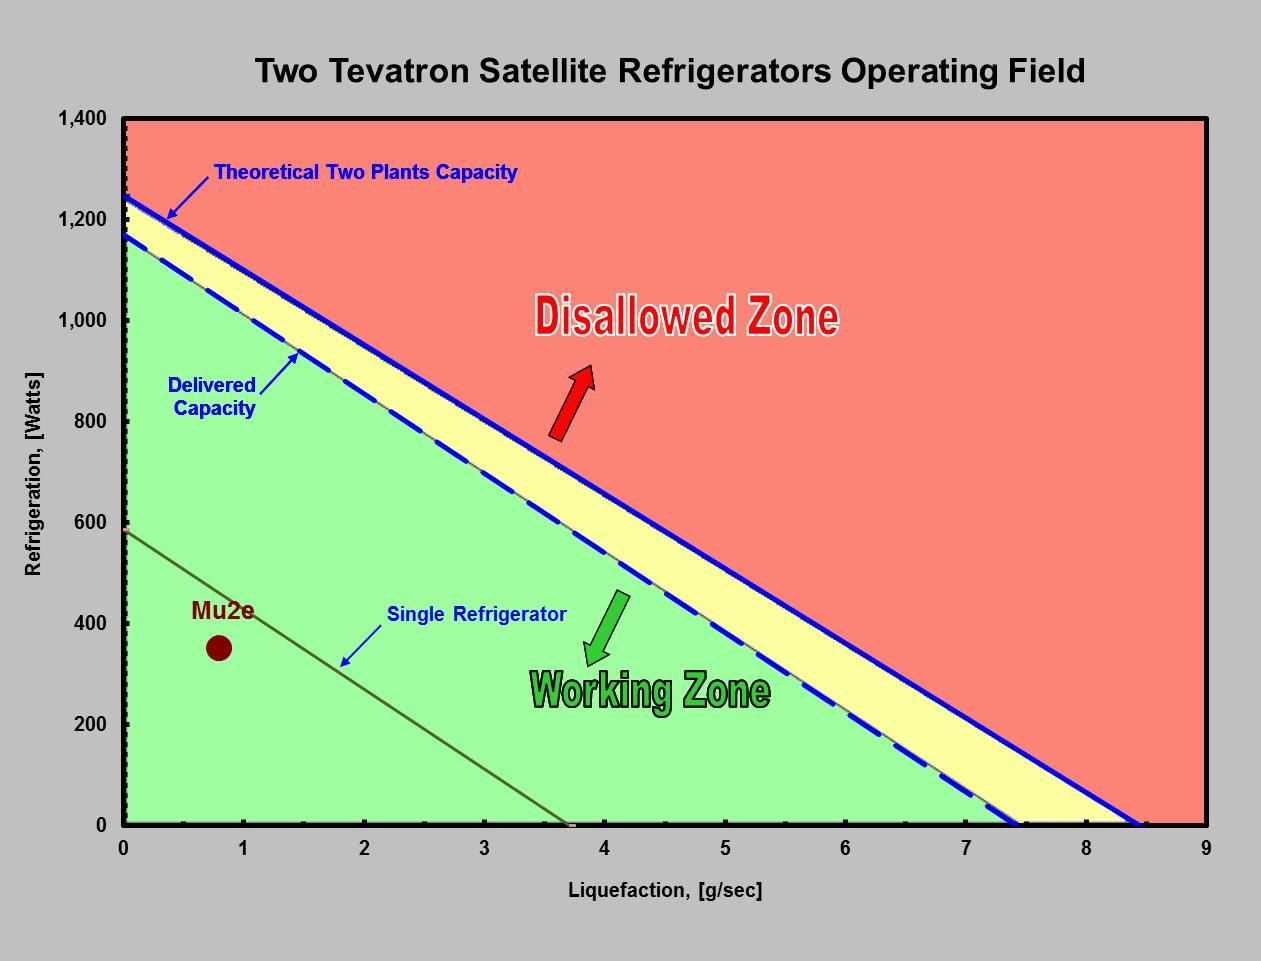 Two Tevatron Satellite Refrigerators Operating Field
1,400
Theoretical Two Plants Capacity
1,200
Disallowed Zone
1,000
Delivered
Capacity
800
Refrigeration, [Watts]
600
Mu2e
Single Refrigerator
400
Working Zone
200
0
0 1 2 3 4 5 6 7 8 9
Liquefaction, [g/sec]